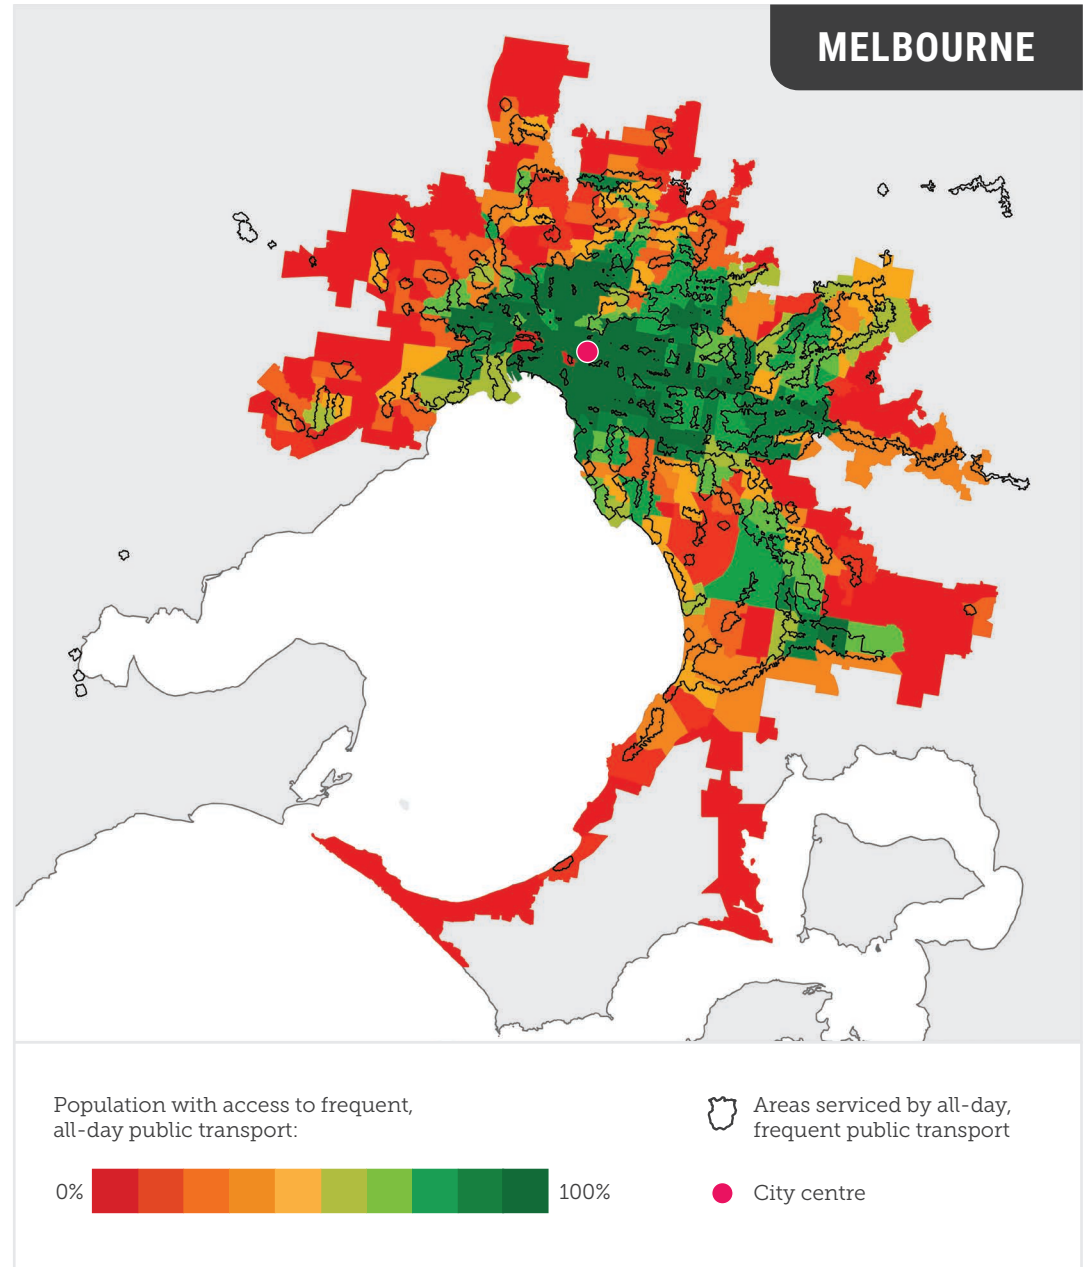 MELBOURNE
Population with access to frequent,
all-day public transport:
0%
100%
Areas serviced by all-day,
frequent public transport
City centre